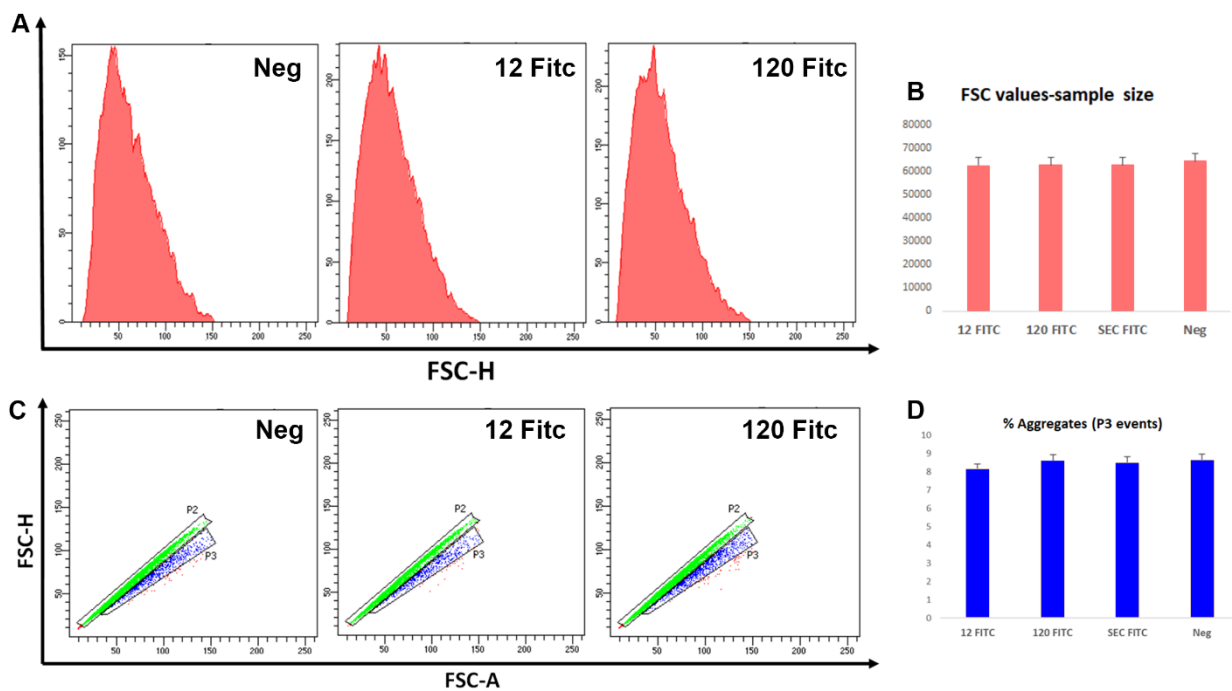 A
Neg
12 Fitc
120 Fitc
150
100
50
0
50 100 150 200 250
200
150
100
50
0
50 100 150 200 250
200
150
100
50
0
50 100 150 200 250
FSC-H
B
FSC values-sample size
80000
70000
60000
50000
40000
30000
20000
10000
0
12 FITC 120 FITC SEC FITC Neg
C
FSC-H
Neg
250
200
150
100
50
P2
P3
50 100 150 200 250
12 Fitc
250
200
150
100
50
P2
P3
50 100 150 200 250
120 Fitc
250
200
150
100
50
P2
P3
50 100 150 200 250
FSC-A
D
% Aggregates (P3 events)
10
9
8
7
6
5
4
3
2
1
0
12 FITC 120 FITC SEC FITC Neg